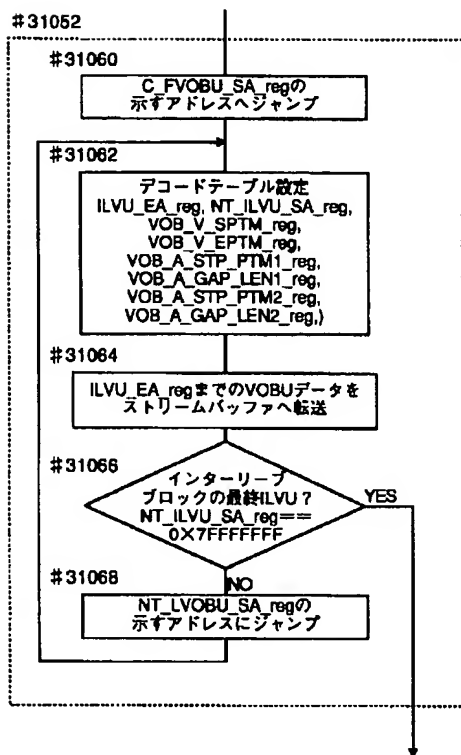 #31052
#31060
C_FVOBU_SA_regの
示すアドレスへジャンプ
#31062
デコードテーブル設定
ILVU_EA_reg, NT_ILVU_SA_reg,
VOB_V_SPTM_reg,
VOB_V_EPTM_reg,
VOB_A_STP_PTM1_reg,
VOB_A_GAP_LEN1_reg,
VOB_A_STP_PTM2_reg,
VOB_A_GAP_LEN2_reg,)
#31064
ILVU_EA_regまでのVOBUデータを
ストリームバッファへ転送
#31066
インターリーブ
ブロックの最終ILVU?
NT_ILVU_SA_reg==
0×7FFFFFFF
YES
NO
#31068
NT_LVOBU_SA_regの
示すアドレスにジャンプ